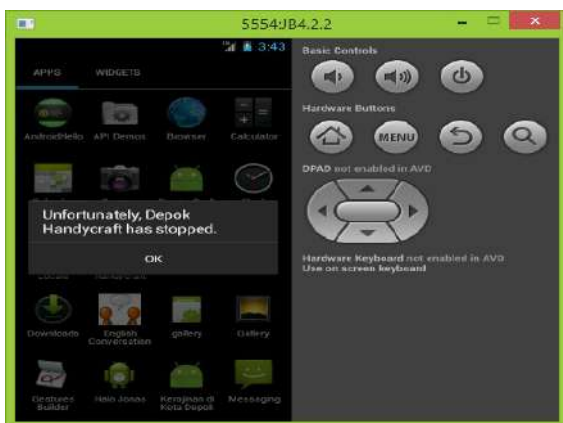 5554:JB4.2.2
3:43
APPS WIDGETS
AndroidHello API Demos Browser Calculator
Unfortunately, Depok
Handycraft has stopped.
OK
Downloads English
Conversation gallery Gallery
Gestures
Builder Halo Jonas Kerajinan di
Kota Depok Messaging
Basic Controls
Hardware Buttons
MENU
DPAD not enabled in AVD
Hardware Keyboard not enabled in AVD
Use on screen keyboard